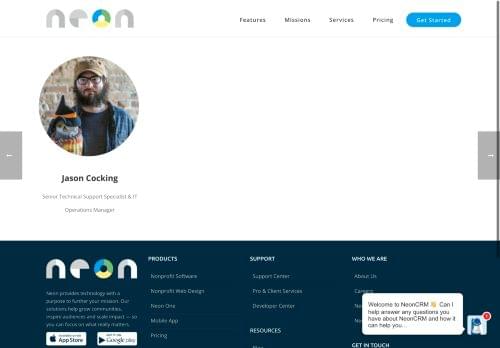 neon
Features Missions Services Pricing Get Started
←
→
Jason Cocking
Senior Technical Support Specialist & IT
Operations Manager
neon
Neon provides technology with a
purpose to further your mission. Our
solutions help grow communities,
inspire audiences and scale impact — so
you can focus on what really matters.
App Store
Google play
PRODUCTS
Nonprofit Software
Nonprofit Web Design
Neon One
Mobile App
Pricing
SUPPORT
Support Center
Pro & Client Services
Developer Center
RESOURCES
WHO WE ARE
About Us
Careers
GET IN TOUCH
Welcome to NeonCRM 👋 Can I
help answer any questions you
have about NeonCRM and how it
can help you...
1